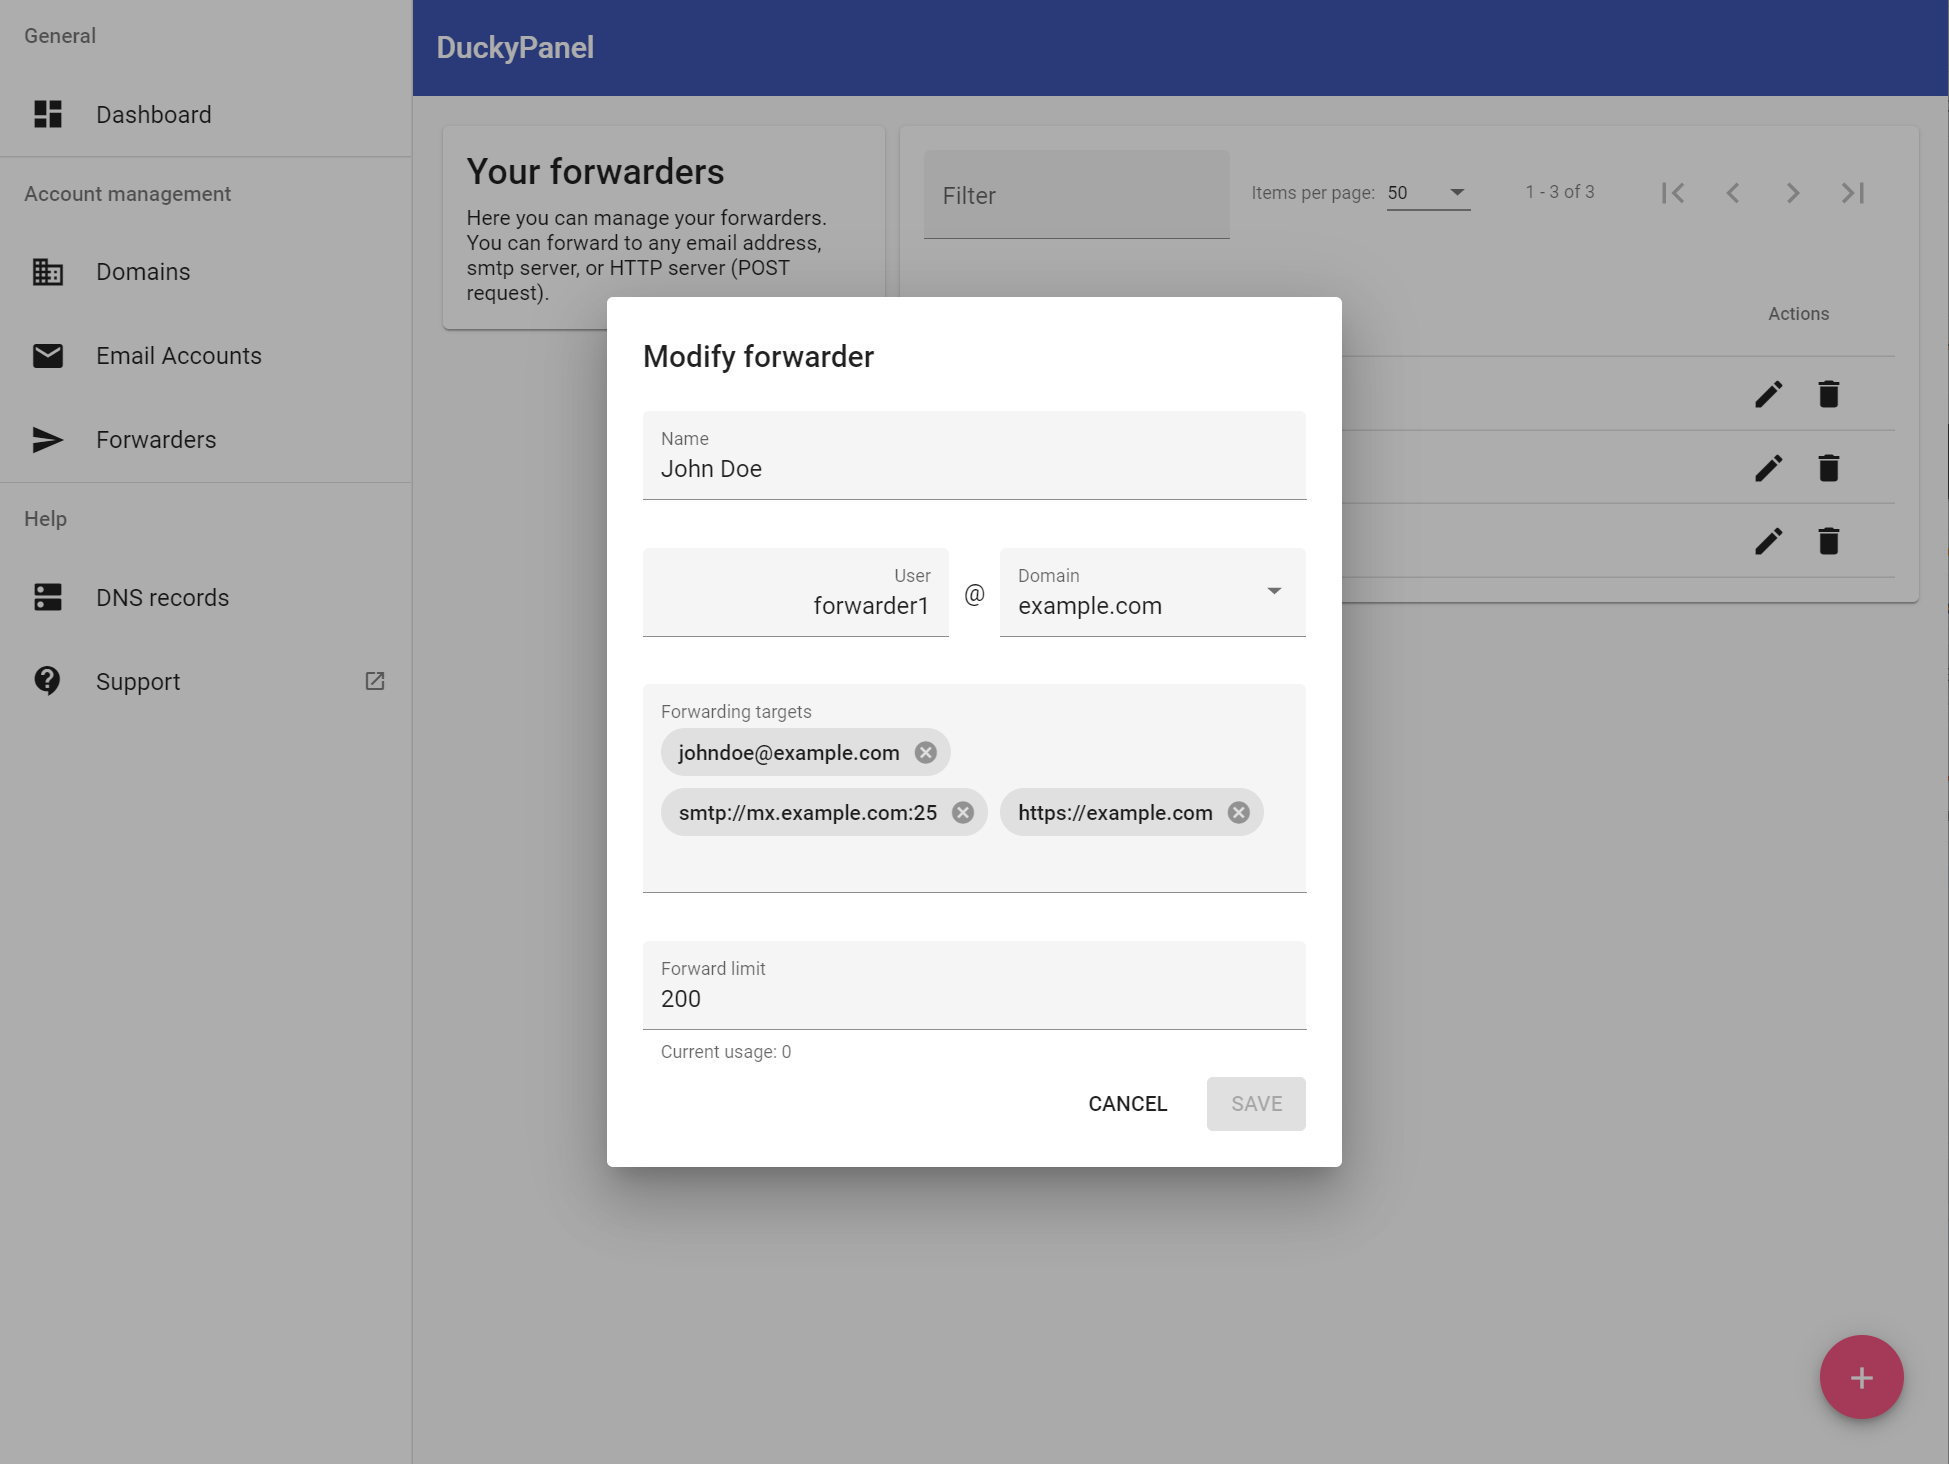 General
Dashboard
Account management
Domains
Email Accounts
Forwarders
Help
DNS records
Support
DuckyPanel
Your forwarders
Here you can manage your forwarders.
You can forward to any email address,
smtp server, or HTTP server (POST
request).
Filter
Items per page: 50
1 - 3 of 3
Actions
Modify forwarder
Name
John Doe
User
forwarder1
@
Domain
example.com
Forwarding targets
johndoe@example.com
smtp://mx.example.com:25
https://example.com
Forward limit
200
Current usage: 0
CANCEL
SAVE